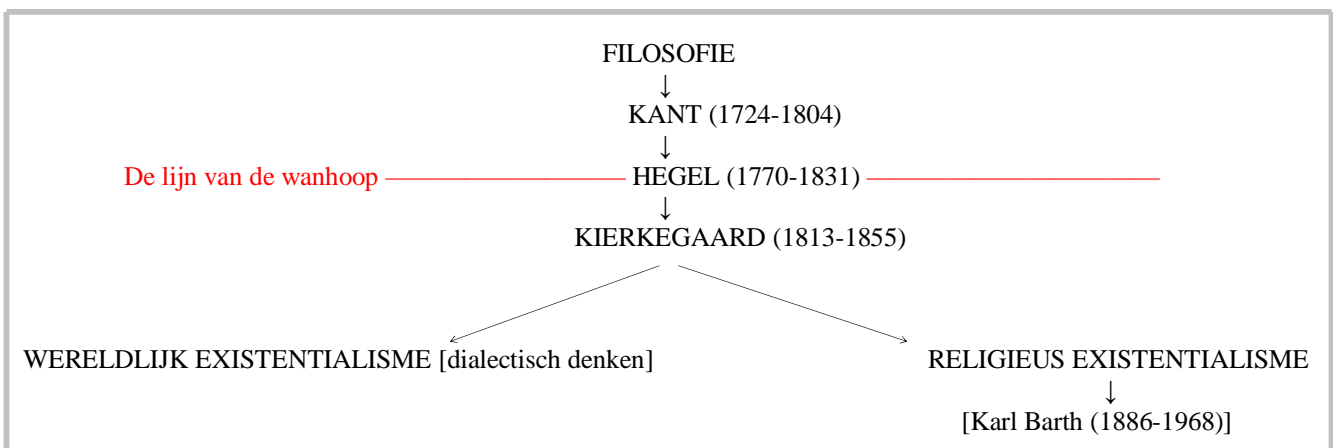 FILOSOFIE
↓
KANT (1724-1804)
↓
De lijn van de wanhoop HEGEL (1770-1831)
↓
KIERKEGAARD (1813-1855)
WERELDLIJK EXISTENTIALISME [dialectisch denken] RELIGIEUS EXISTENTIALISME
↓
[Karl Barth (1886-1968)]